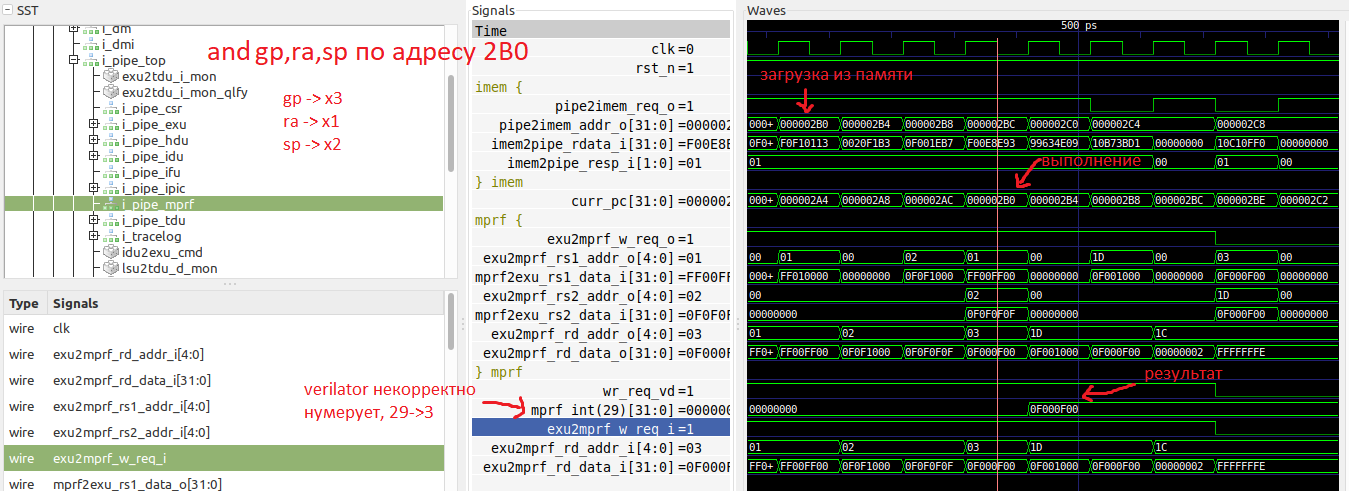 SST
Signals
Waves
i_dm
i_dmi
i_pipe_top
exu2tdu_i_mon
exu2tdu_i_mon_qlfy
i_pipe_csr
i_pipe_exu
i_pipe_hdu
i_pipe_idu
i_pipe_ifu
i_pipe_ipic
i_pipe_mprf
i_pipe_tdu
i_tracelog
idu2exu_cmd
lsu2tdu_d_mon
and gp,ra,sp по адресу 2B0
gp -> x3
ra -> x1
sp -> x2
Type Signals
wire clk
wire exu2mprf_rd_addr_i[4:0]
wire exu2mprf_rd_data_i[31:0]
wire exu2mprf_rs1_addr_i[4:0]
wire exu2mprf_rs2_addr_i[4:0]
wire exu2mprf_w_req_i
wire mprf2exu_rs1_data_o[31:0]
verilator некорректно
нумерует, 29->3
Time
clk=0
rst_n=1
imem {
pipe2imem_req_o=1
pipe2imem_addr_o[31:0]=000002
imem2pipe_rdata_i[31:0]=F00E8E
imem2pipe_resp_i[1:0]=01
} imem
curr_pc[31:0]=000002
mprf {
exu2mprf_w_req_o=1
exu2mprf_rs1_addr_o[4:0]=01
mprf2exu_rs1_data_i[31:0]=FF00FF
exu2mprf_rs2_addr_o[4:0]=02
mprf2exu_rs2_data_i[31:0]=0F0F0F
exu2mprf_rd_addr_o[4:0]=03
exu2mprf_rd_data_o[31:0]=0F000F
} mprf
wr_req_vd=1
mprf_int(29)[31:0]=000000
exu2mprf_w_req_i=1
exu2mprf_rd_addr_i[4:0]=03
exu2mprf_rd_data_i[31:0]=0F000F
500 ps
загрузка из памяти
000+ 000002B0 000002B4 000002B8 000002BC 000002C0 000002C4 000002C8
0F0+ F0F10113 0020F1B3 0F001EB7 F00E8E93 99634E09 10B73BD1 00000000 10C10FF0 00000000
01 00 01 00
выполнение
000+ 000002A4 000002A8 000002AC 000002B0 000002B4 000002B8 000002BC 000002BE 000002C2
00 01 00 02 01 00 1D 00 03 00
000+ FF010000 00000000 0F0F1000 FF00FF00 00000000 0F001000 00000000 0F000F00 00000000
00 02 00 1D 00
00000000 0F0F0F0F 00000000 0F000F00 00000000
01 02 03 1D 1C
FF0+ FF00FF00 0F0F1000 0F0F0F0F 0F000F00 0F001000 0F000F00 00000002 FFFFFFFE
результат
00000000 0F000F00
01 02 03 1D 1C
FF0+ FF00FF00 0F0F1000 0F0F0F0F 0F000F00 0F001000 0F000F00 00000002 FFFFFFFE